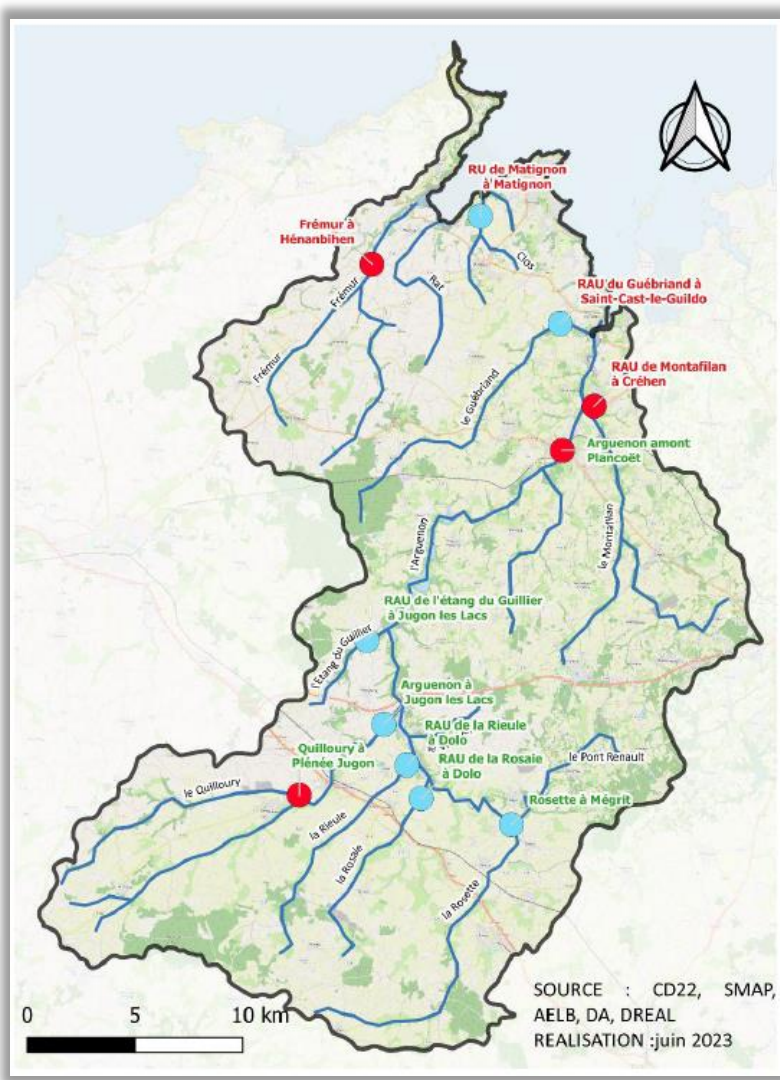 RU de Matignon
à Matignon
Frémur à
Hénanbihen
Clos
Frémur
Rat
RAU du Guébriand à
Saint-Cast-le-Guildo
Frémur
RAU de Montafilan
à Créhen
le Guébriand
Arguenon amont
Plancoët
l'Arguenon
le Montafilan
RAU de l'étang du Guillier
à Jugon les Lacs
l'Etang du Guillier
Arguenon à
Jugon les Lacs
RAU de la Rieule
à Dolo
Quilloury à
Plénée Jugon
RAU de la Rosaie
à Dolo
le Pont Renault
le Quilloury
Rosette à Mégrit
la Rieule
la Rosaie
la Rosette
SOURCE : CD22, SMAP,
AELB, DA, DREAL
REALISATION :juin 2023
0 5 10 km